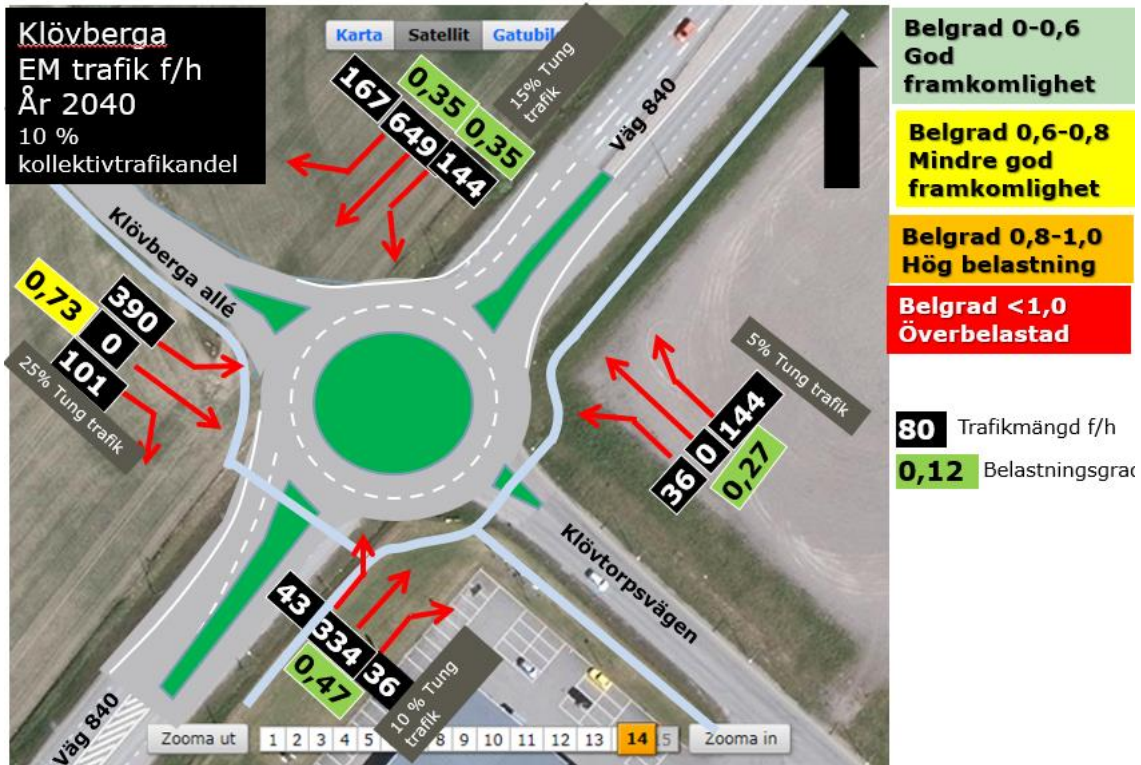 Klövberga
EM trafik f/h
År 2040
10 %
kollektivtrafikandel
Karta Satellit Gatubil
15% Tung
trafik
0,35 0,35
167 649 144
Väg 840
Klövberga allé
390
0,73 0
101
25% Tung trafik
5% Tung trafik
36 0 144
0,27
Klövtorpsvägen
43 334 36
0,47
10 % Tung
trafik
Väg 840
Zooma ut 1 2 3 4 5 8 9 10 11 12 13 14 15 Zooma in
Belgrad 0-0,6
God
framkomlighet
Belgrad 0,6-0,8
Mindre god
framkomlighet
Belgrad 0,8-1,0
Hög belastning
Belgrad <1,0
Överbelastad
80 Trafikmängd f/h
0,12 Belastningsgrad